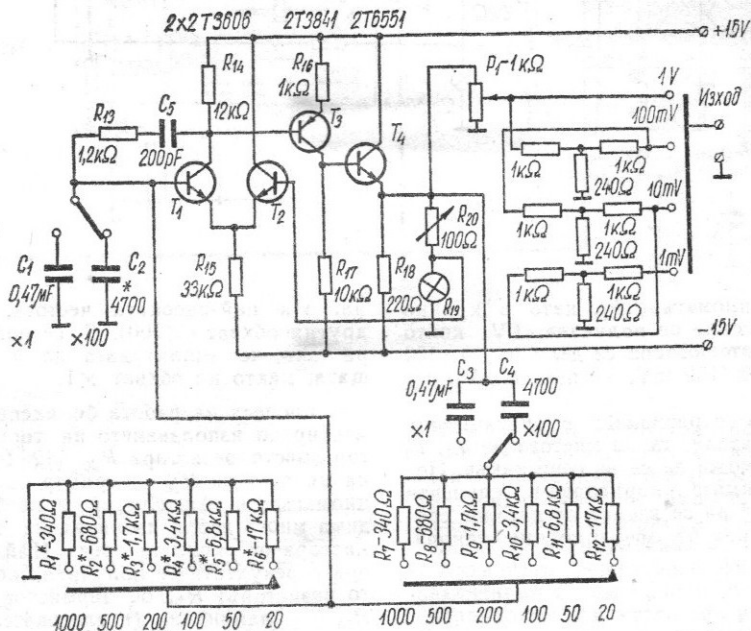 2×2T3606 2T3841 2T6551
+15V
R14
12kΩ
R16
1kΩ
P1-1kΩ
1V
Изход
100mV
R13
1,2kΩ
C5
200pF
T3
T4
1kΩ
1kΩ
240Ω
10mV
T1
T2
R20
100Ω
1kΩ
1kΩ
240Ω
1mV
C1
0,47мF
×1
C2
*
4700
×100
R15
33kΩ
R17
10kΩ
R18
220Ω
R19
1kΩ
1kΩ
240Ω
-15V
C3
0,47мF
×1
C4
4700
×100
R1*-340Ω
R2*-680Ω
R3*-1,7kΩ
R4*-3,4kΩ
R5*-6,8kΩ
R6*-17kΩ
R7-340Ω
R8-680Ω
R9-1,7kΩ
R10-3,4kΩ
R11-6,8kΩ
R12-17kΩ
1000 500 200 100 50 20
1000 500 200 100 50 20